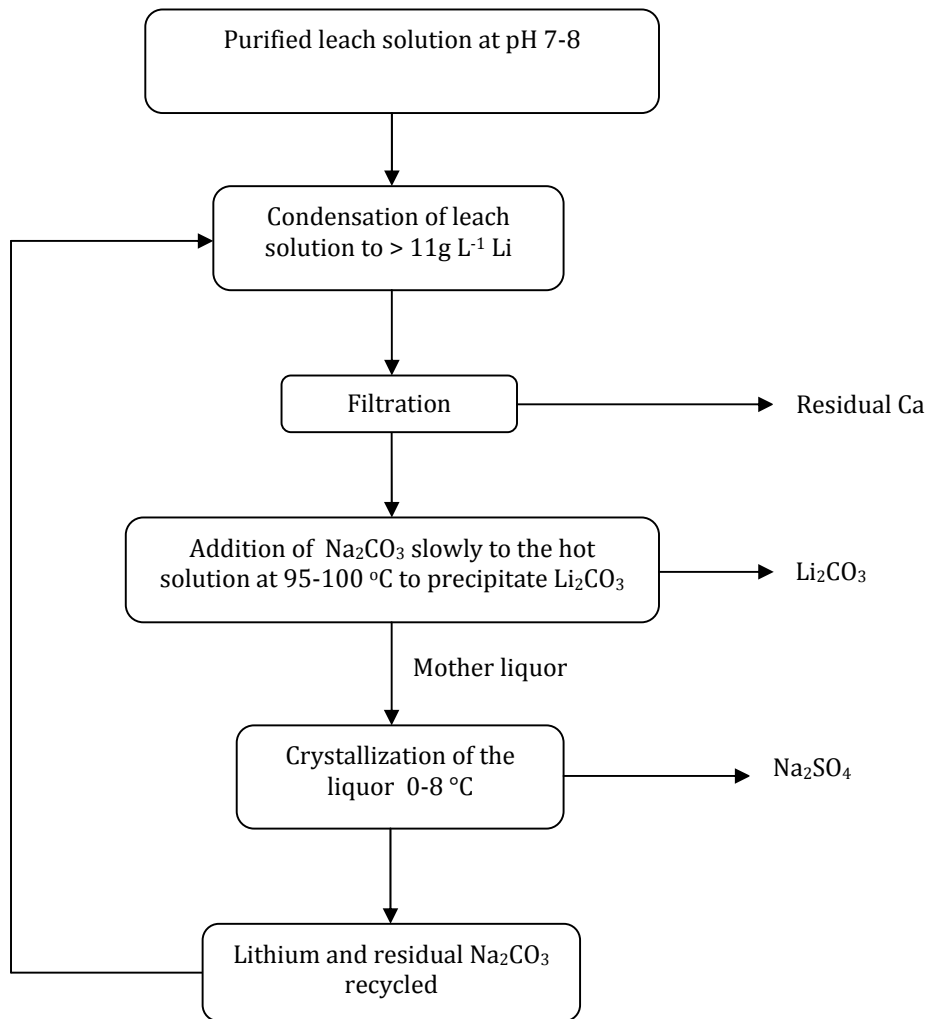 Purified leach solution at pH 7-8
Condensation of leach
solution to > 11g L⁻¹ Li
Filtration
Residual Ca
Addition of Na₂CO₃ slowly to the hot
solution at 95-100 ᵒC to precipitate Li₂CO₃
Li₂CO₃
Mother liquor
Crystallization of the
liquor 0-8 °C
Na₂SO₄
Lithium and residual Na₂CO₃
recycled